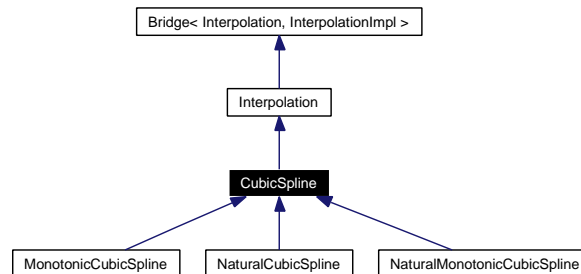 Bridge< Interpolation, InterpolationImpl >
Interpolation
CubicSpline
MonotonicCubicSpline
NaturalCubicSpline
NaturalMonotonicCubicSpline